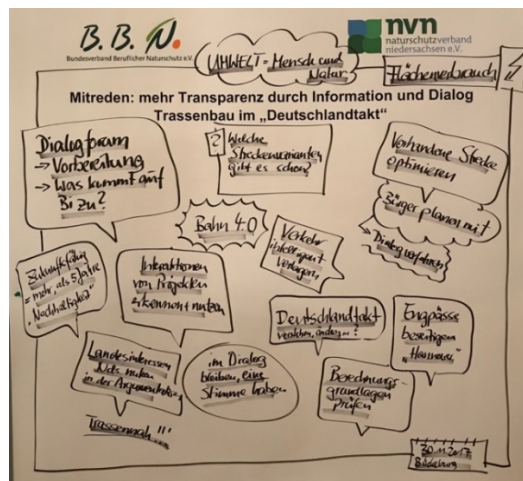 B.B.N.
Bundesverband Beruflicher Naturschutz e.V.
nvn
naturschutzverband
niedersachsen e.V.
UMWELT = Mensch und
Natur
Flächenverbrauch
Mitreden: mehr Transparenz durch Information und Dialog
Trassenbau im „Deutschlandtakt“
Dialogforum
→ Vorbereitung
→ Was kommt auf
BI zu?
? Welche
Streckenvarianten
gibt es schon?
Vorhandene Strecke
optimieren
Bürger planen mit
→ Dialogverfahren
Bahn 4.0
Verkehr
intelligent
verlagern
Zukunftsfähig
= mehr, als 5 Jahre
„Nachhaltigkeit“
Interaktionen
von Projekten
erkennen + nutzen
Deutschlandtakt
verstehen, ändern...?
Engpässe
beseitigen
„Hannover“
Landesinteressen
Nds. nutzen
in der Argumentation
im Dialog
bleiben, eine
Stimme haben
Berechnungs-
grundlagen
prüfen
30.11.2017
Bückeburg